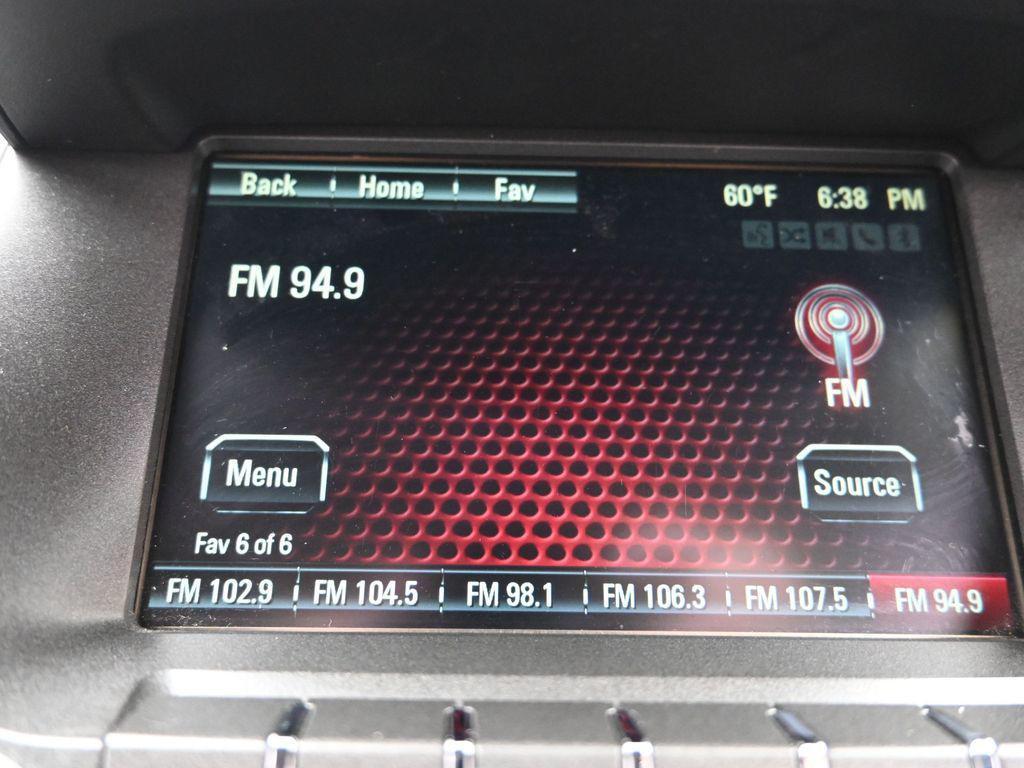 Back Home Fav 60°F 6:38 PM
FM 94.9
FM
Menu Source
Fav 6 of 6
FM 102.9 FM 104.5 FM 98.1 FM 106.3 FM 107.5 FM 94.9